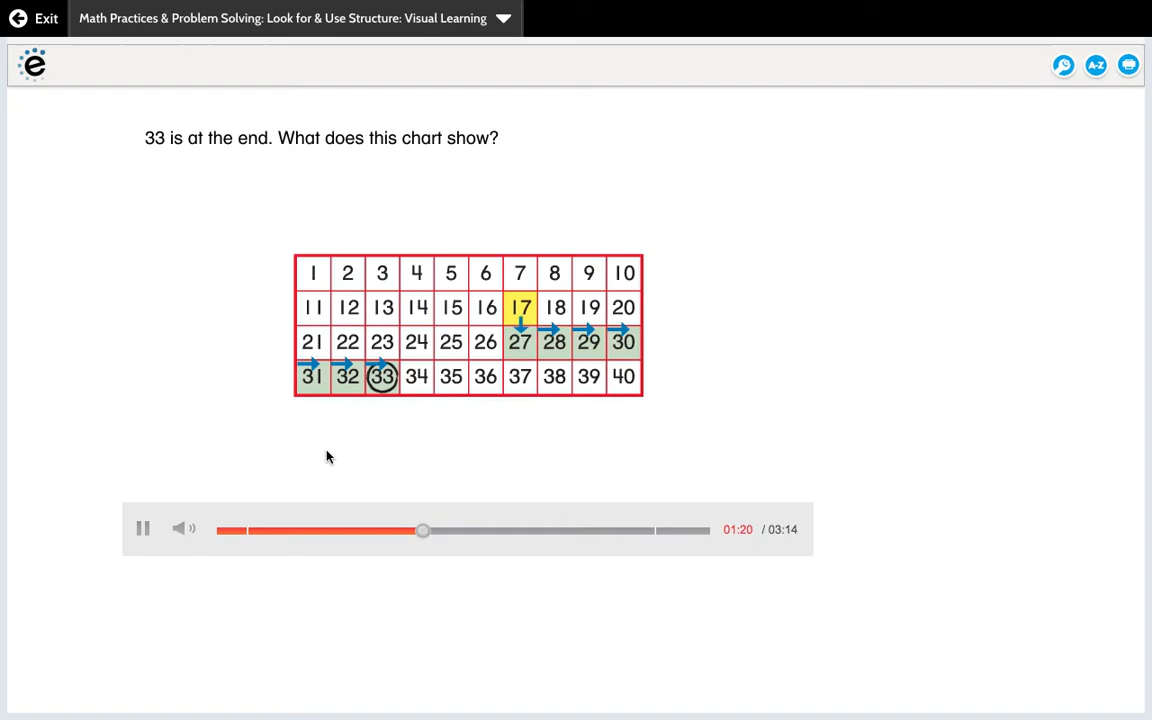 Exit
Math Practices & Problem Solving: Look for & Use Structure: Visual Learning
e
A-Z
33 is at the end. What does this chart show?
1 2 3 4 5 6 7 8 9 10
11 12 13 14 15 16 17 18 19 20
21 22 23 24 25 26 27 28 29 30
31 32 33 34 35 36 37 38 39 40
01:20 / 03:14